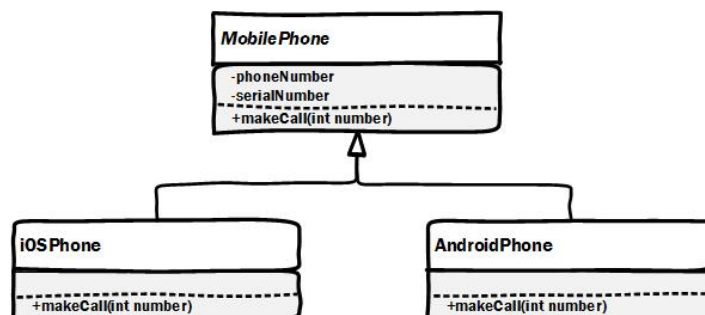 MobilePhone
-phoneNumber
-serialNumber
+makeCall(int number)
iOSPhone
+makeCall(int number)
AndroidPhone
+makeCall(int number)